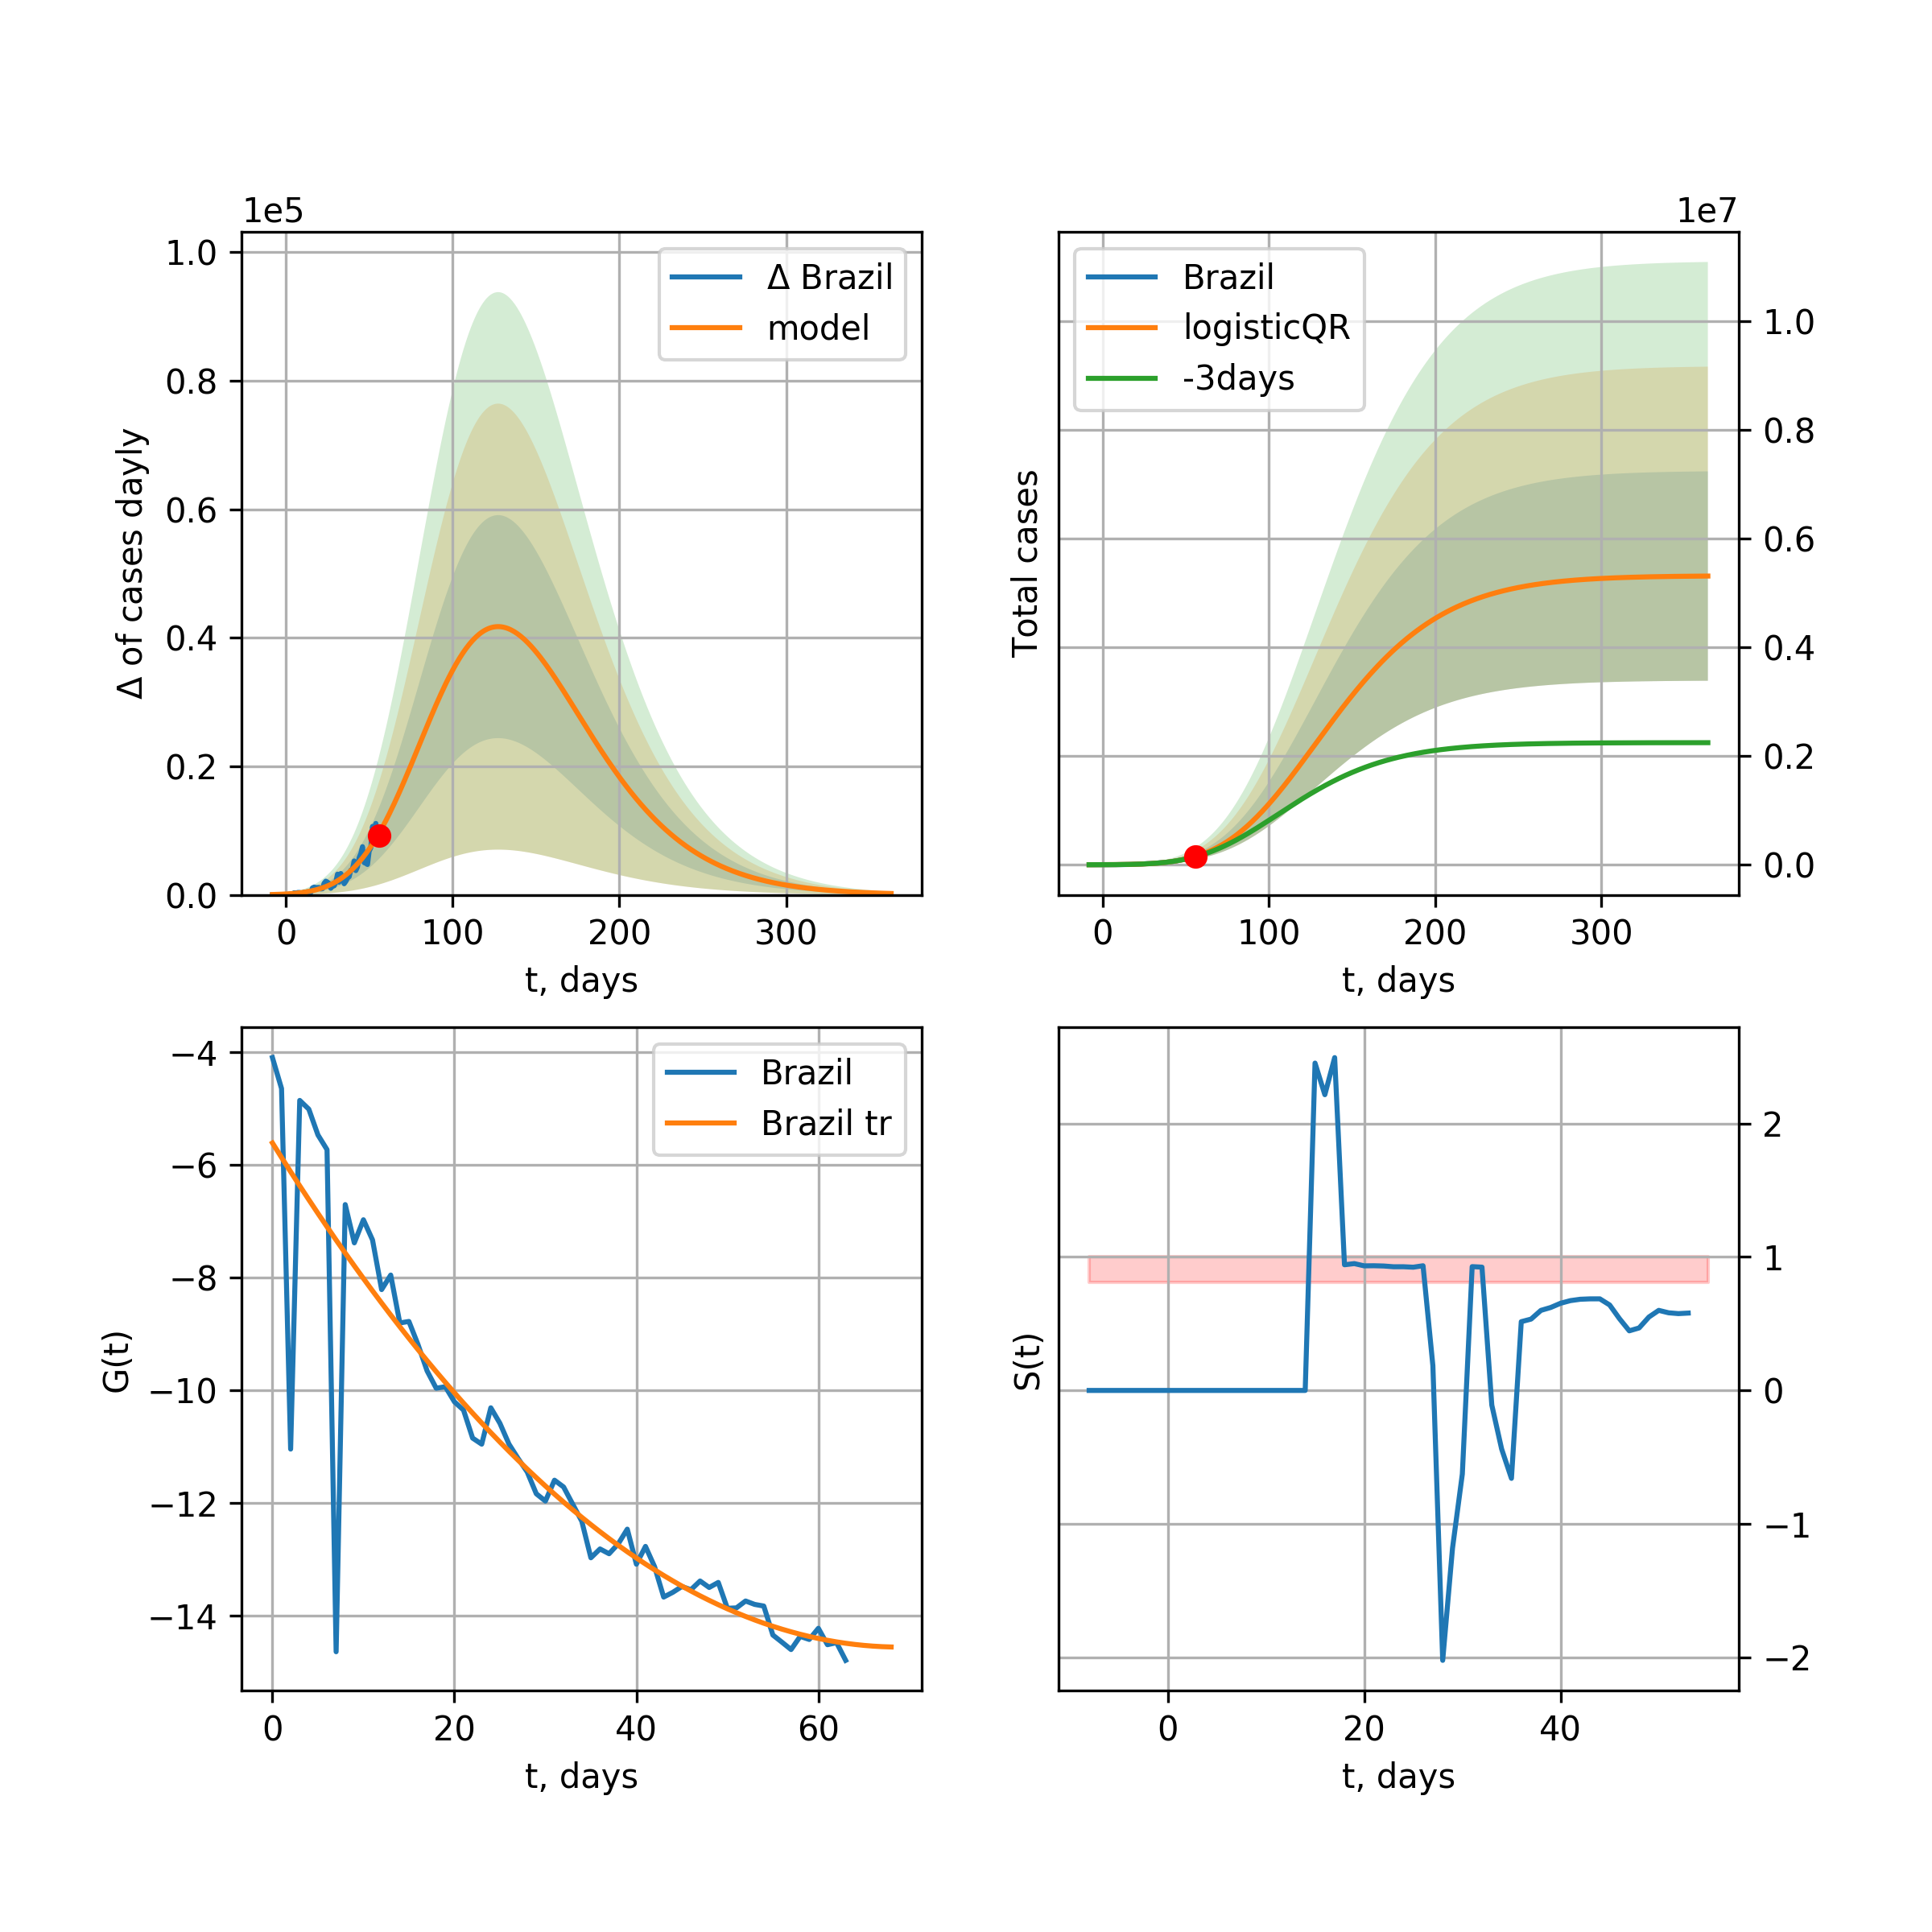 1e5
1.0
0.8
0.6
0.4
0.2
0.0
Δ of cases dayly
Δ Brazil
model
0
100
200
300
t, days
1e7
Brazil
logisticQR
-3days
Total cases
1.0
0.8
0.6
0.4
0.2
0.0
0
100
200
300
t, days
−4
−6
−8
−10
−12
−14
G(t)
Brazil
Brazil tr
0
20
40
60
t, days
S(t)
2
1
0
−1
−2
0
20
40
t, days